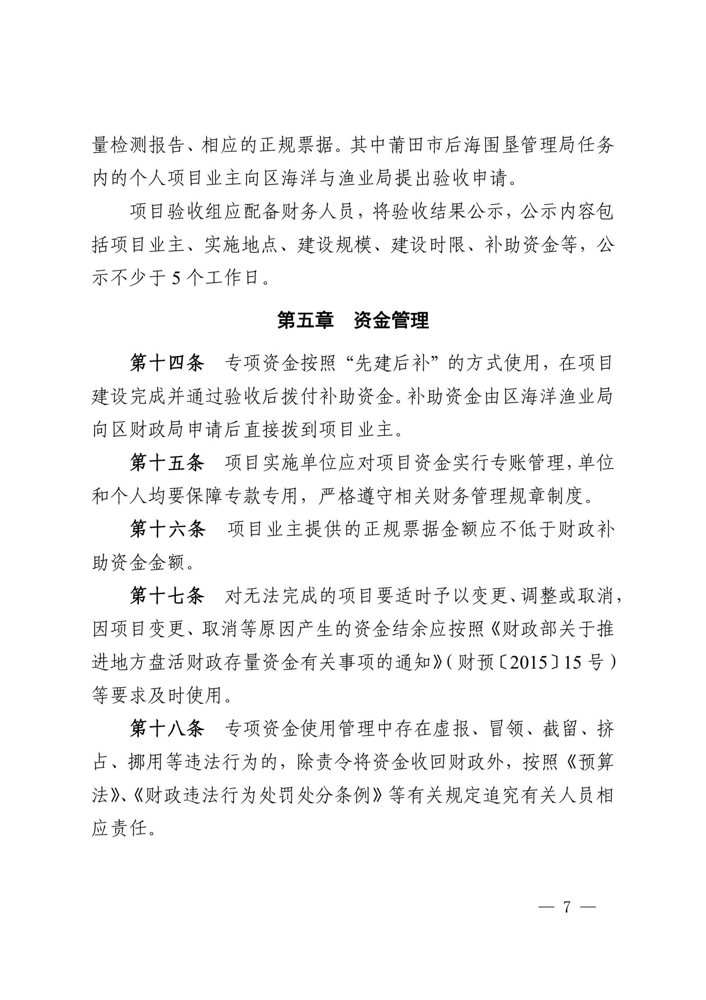 量检测报告、相应的正规票据。其中莆田市后海围垦管理局任务
内的个人项目业主向区海洋与渔业局提出验收申请。
项目验收组应配备财务人员，将验收结果公示，公示内容包
括项目业主、实施地点、建设规模、建设时限、补助资金等，公
示不少于 5 个工作日。
第五章　资金管理
第十四条　专项资金按照“先建后补”的方式使用，在项目
建设完成并通过验收后拨付补助资金。补助资金由区海洋渔业局
向区财政局申请后直接拨到项目业主。
第十五条　项目实施单位应对项目资金实行专账管理，单位
和个人均要保障专款专用，严格遵守相关财务管理规章制度。
第十六条　项目业主提供的正规票据金额应不低于财政补
助资金金额。
第十七条　对无法完成的项目要适时予以变更、调整或取消，
因项目变更、取消等原因产生的资金结余应按照《财政部关于推
进地方盘活财政存量资金有关事项的通知》（财预〔2015〕15 号）
等要求及时使用。
第十八条　专项资金使用管理中存在虚报、冒领、截留、挤
占、挪用等违法行为的，除责令将资金收回财政外，按照《预算
法》、《财政违法行为处罚处分条例》等有关规定追究有关人员相
应责任。
— 7 —